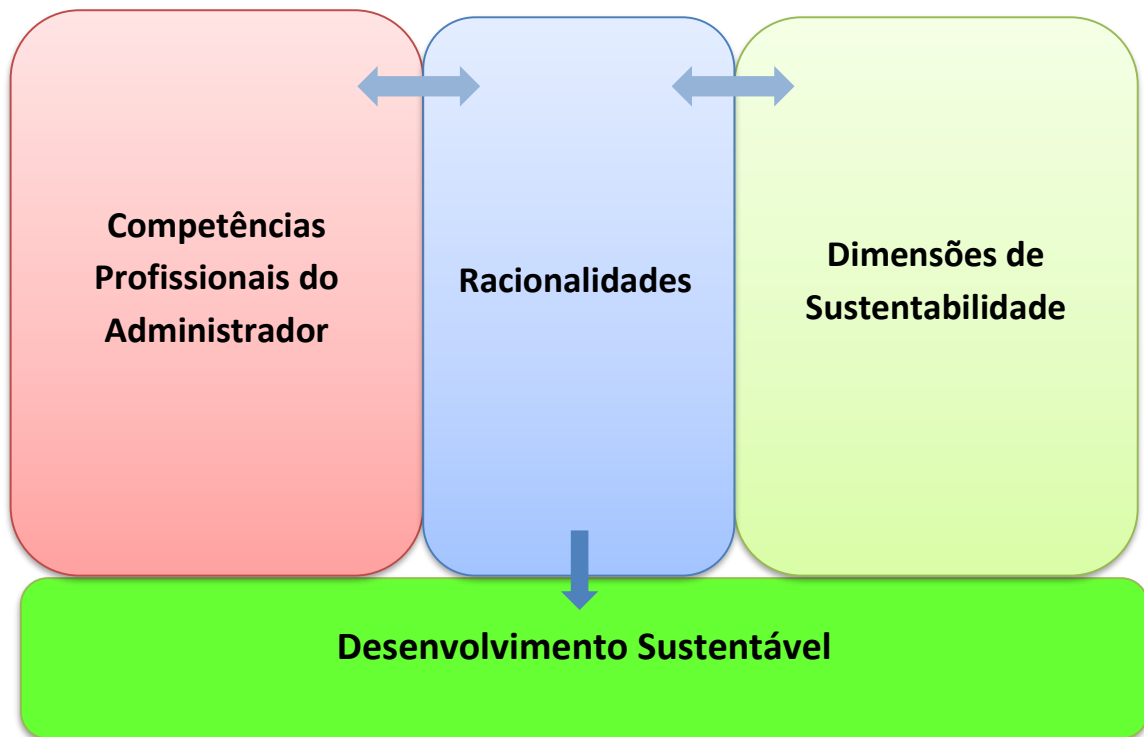 Competências
Profissionais do
Administrador
Racionalidades
Dimensões de
Sustentabilidade
Desenvolvimento Sustentável